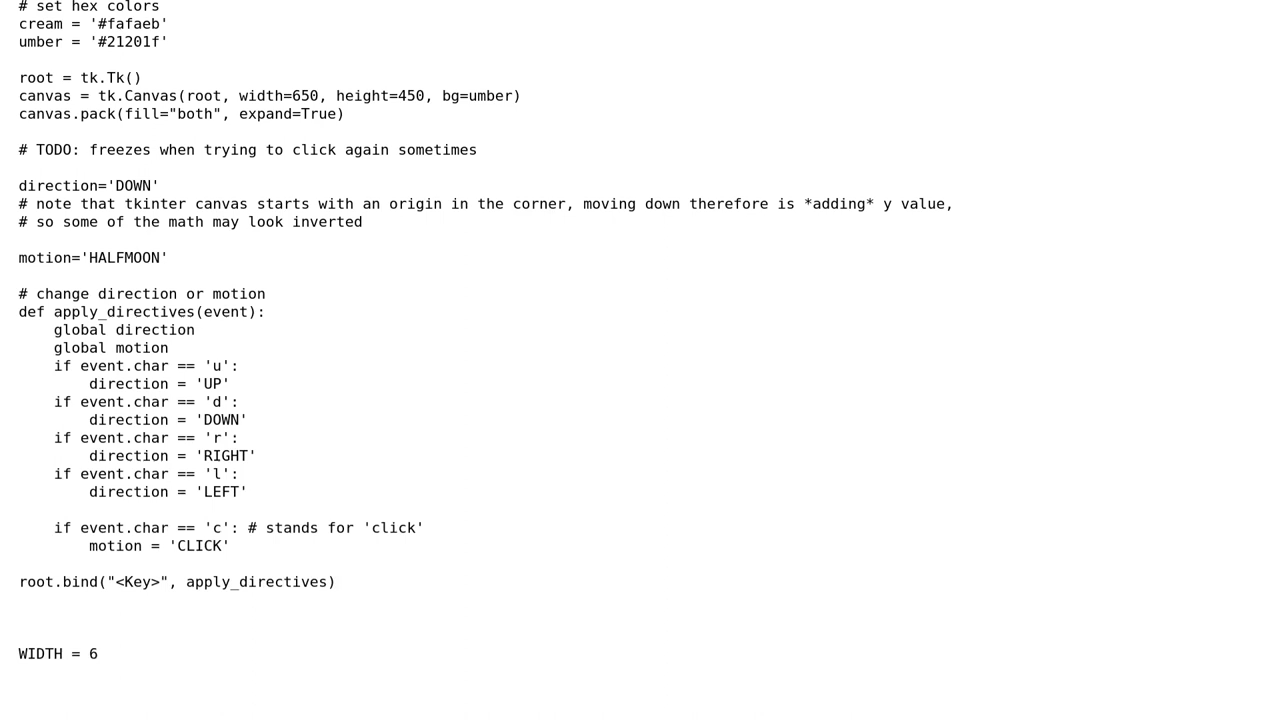 # set hex colors
cream = '#fafaeb'
umber = '#21201f'

root = tk.Tk()
canvas = tk.Canvas(root, width=650, height=450, bg=umber)
canvas.pack(fill="both", expand=True)

# TODO: freezes when trying to click again sometimes

direction='DOWN'
# note that tkinter canvas starts with an origin in the corner, moving down therefore is *adding* y value,
# so some of the math may look inverted

motion='HALFMOON'

# change direction or motion
def apply_directives(event):
    global direction
    global motion
    if event.char == 'u':
        direction = 'UP'
    if event.char == 'd':
        direction = 'DOWN'
    if event.char == 'r':
        direction = 'RIGHT'
    if event.char == 'l':
        direction = 'LEFT'

    if event.char == 'c': # stands for 'click'
        motion = 'CLICK'

root.bind("<Key>", apply_directives)

WIDTH = 6